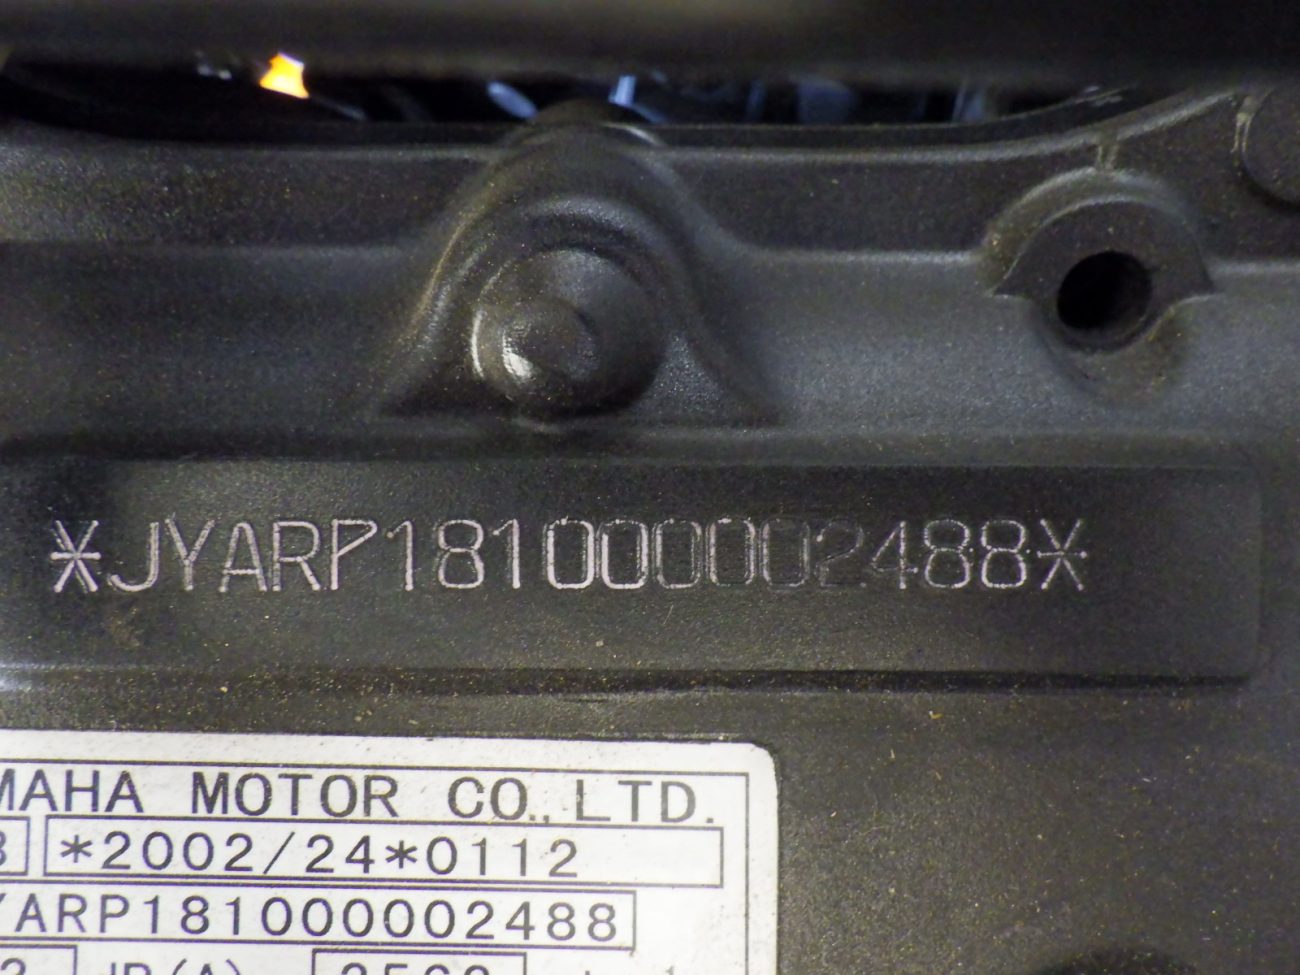 *JYARP181000002488*
MAHA MOTOR CO., LTD.
*2002/24*0112
YARP181000002488